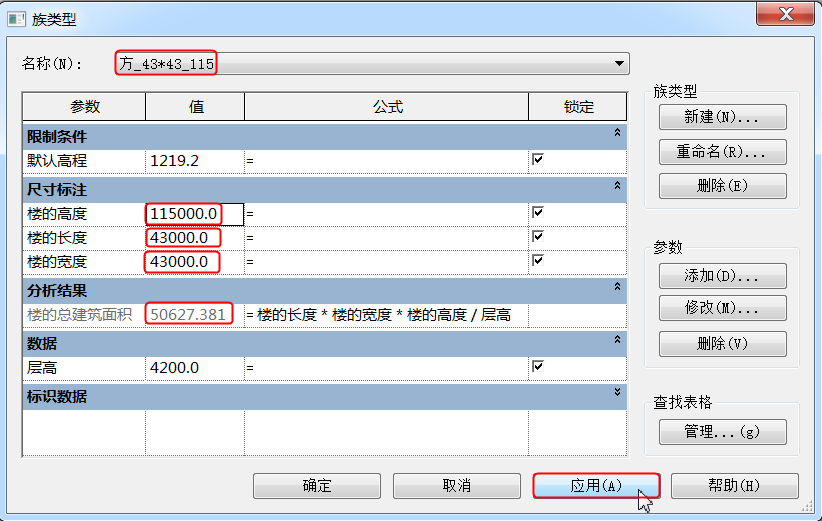 族类型
名称(N): 方_43*43_115
参数 值 公式 锁定
限制条件
默认高程 1219.2 =
尺寸标注
楼的高度 115000.0 =
楼的长度 43000.0 =
楼的宽度 43000.0 =
分析结果
楼的总建筑面积 50627.381 = 楼的长度 * 楼的宽度 * 楼的高度 / 层高
数据
层高 4200.0 =
标识数据
族类型
新建(N)...
重命名(R)...
删除(E)
参数
添加(D)...
修改(M)...
删除(V)
查找表格
管理...(g)
确定 取消 应用(A) 帮助(H)